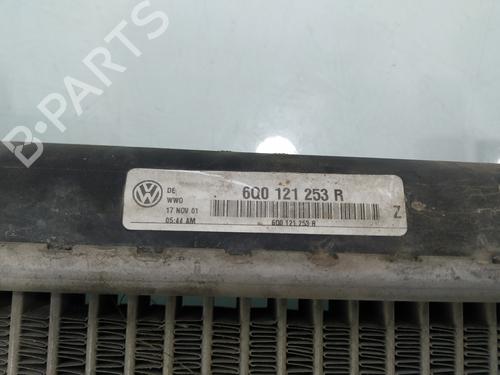 DE
WWO
17 NOV 01
05:44 AM
6Q0 121 253 R
6Q0 121 253 R
Z
B-PARTS